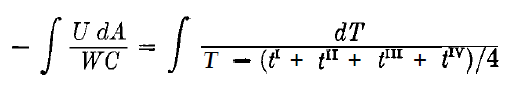 − ∫ U dA / WC = ∫ dT / T − (tᴵ + tᴵᴵ + tᴵᴵᴵ + tᴵⱽ)/4